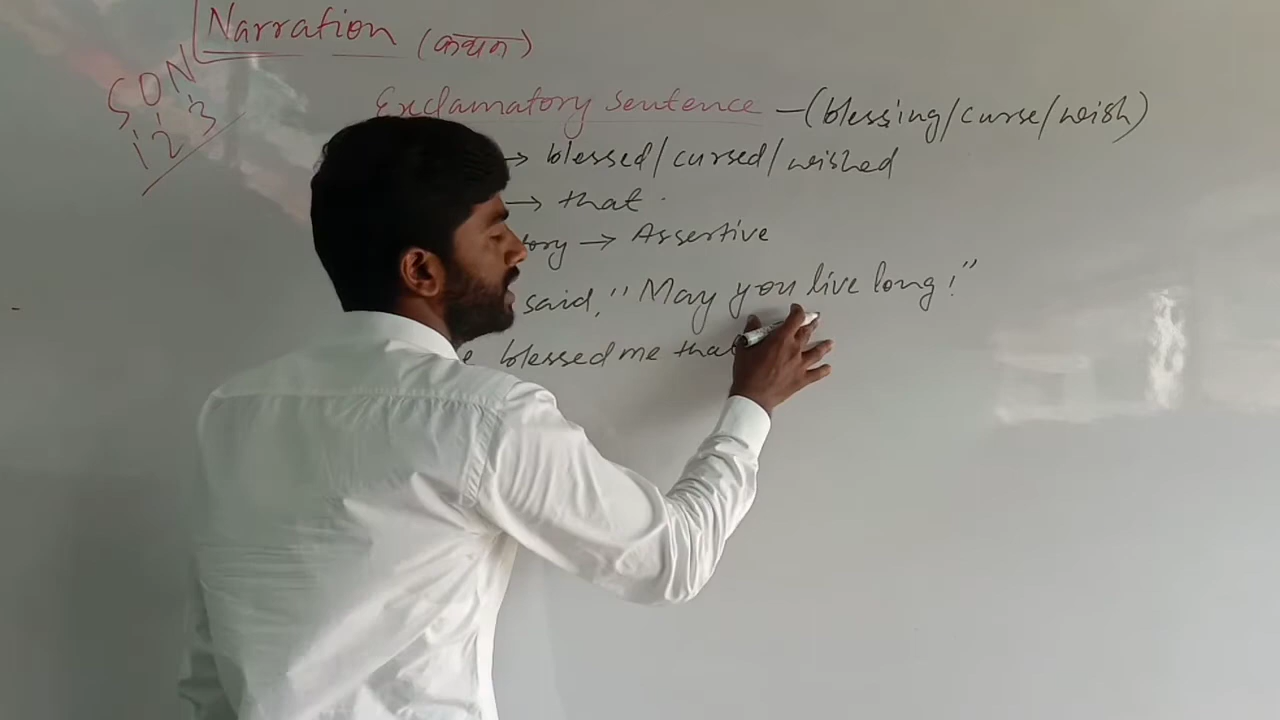 Narration (कथन)
SON
1 2 3
Exclamatory sentence - (blessing/curse/wish)
→ blessed/cursed/wished
→ that
tory → Assertive
said, "May you live long!"
e blessed me that